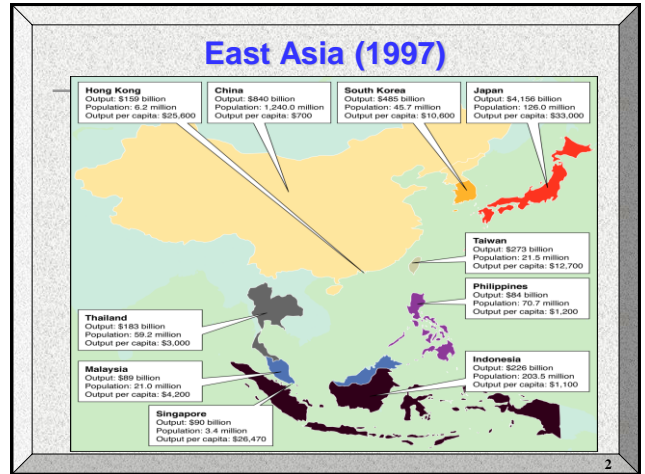 East Asia (1997)
Hong Kong
Output: $159 billion
Population: 6.2 million
Output per capita: $25,600
China
Output: $840 billion
Population: 1,240.0 million
Output per capita: $700
South Korea
Output: $485 billion
Population: 45.7 million
Output per capita: $10,600
Japan
Output: $4,156 billion
Population: 126.0 million
Output per capita: $33,000
Taiwan
Output: $273 billion
Population: 21.5 million
Output per capita: $12,700
Philippines
Output: $84 billion
Population: 70.7 million
Output per capita: $1,200
Thailand
Output: $183 billion
Population: 59.2 million
Output per capita: $3,000
Indonesia
Output: $226 billion
Population: 203.5 million
Output per capita: $1,100
Malaysia
Output: $89 billion
Population: 21.0 million
Output per capita: $4,200
Singapore
Output: $90 billion
Population: 3.4 million
Output per capita: $26,470
2